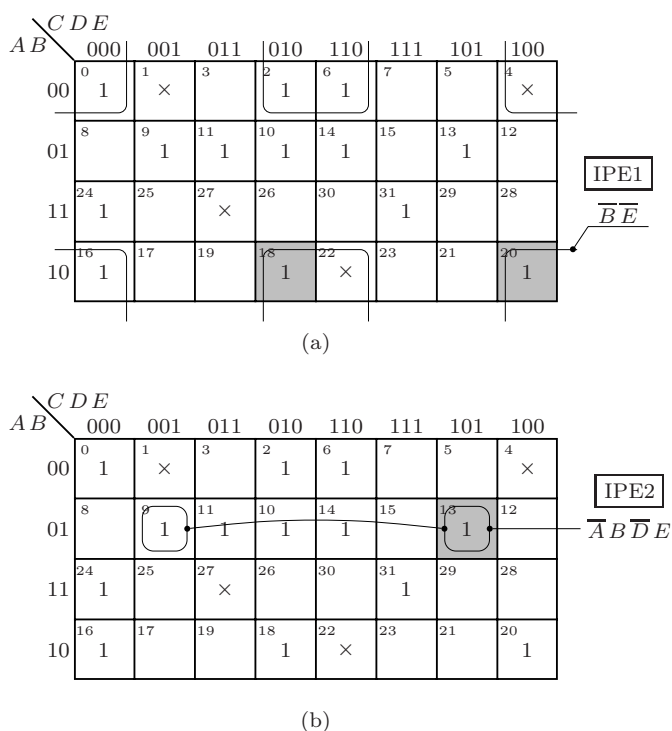 C D E
A B
000 001 011 010 110 111 101 100
00 0 1 1 × 3 2 1 6 1 7 5 4 ×
01 8 9 1 11 1 10 1 14 1 15 13 1 12
11 24 1 25 27 × 26 30 31 1 29 28
10 16 1 17 19 18 1 22 × 23 21 20 1
IPE1
B̅ E̅
(a)
C D E
A B
000 001 011 010 110 111 101 100
00 0 1 1 × 3 2 1 6 1 7 5 4 ×
01 8 9 1 11 1 10 1 14 1 15 13 1 12
11 24 1 25 27 × 26 30 31 1 29 28
10 16 1 17 19 18 1 22 × 23 21 20 1
IPE2
A̅ B D̅ E
(b)